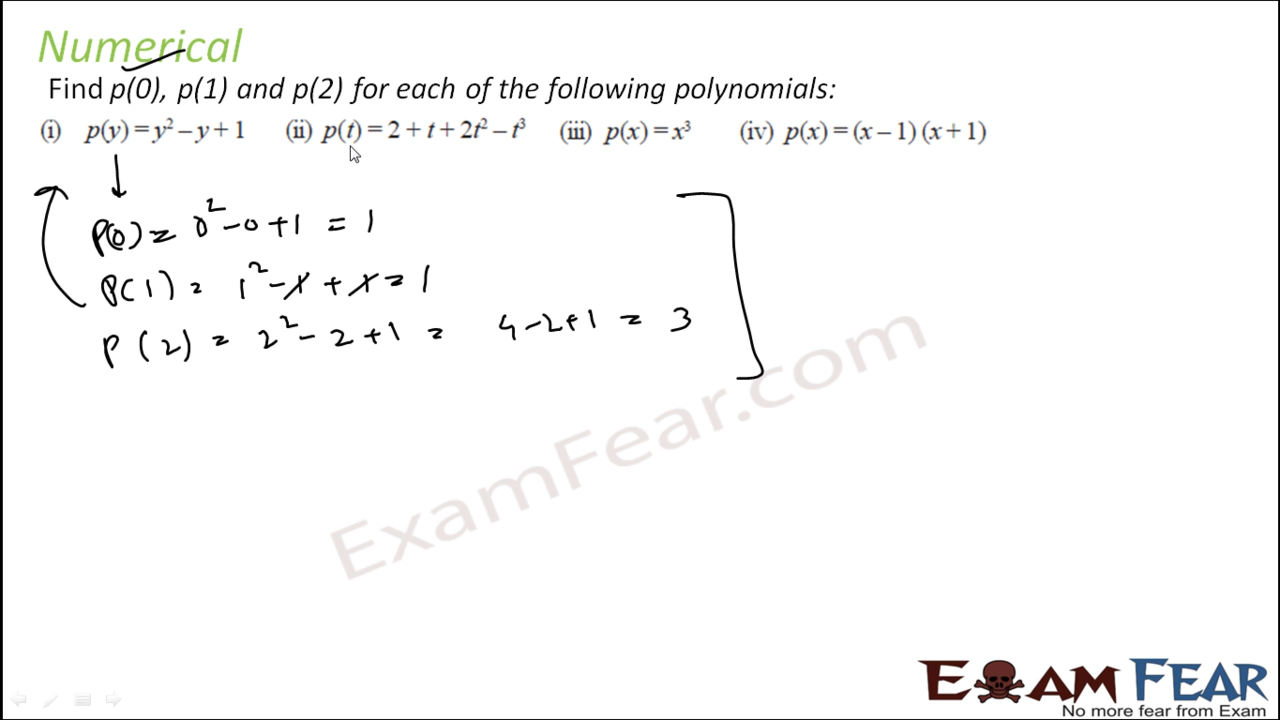 Numerical
Find p(0), p(1) and p(2) for each of the following polynomials:
(i) p(y) = y² – y + 1 (ii) p(t) = 2 + t + 2t² – t³ (iii) p(x) = x³ (iv) p(x) = (x – 1) (x + 1)
P(0) = 0² - 0 + 1 = 1
P(1) = 1² - 1 + 1 = 1
P(2) = 2² - 2 + 1 = 4 - 2 + 1 = 3
ExamFear.com
EXAM FEAR
No more fear from Exam